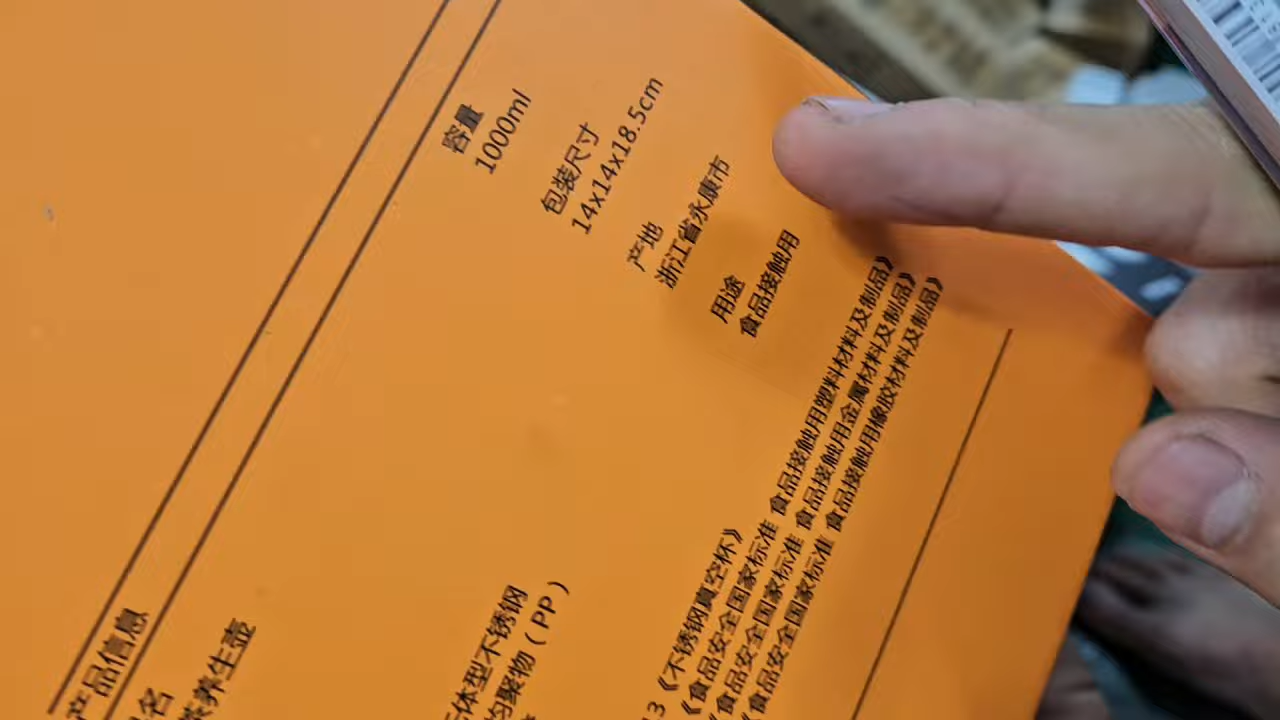 产品信息
品名
茶养生壶
容量
1000ml
包装尺寸
14x14x18.5cm
产地
浙江省永康市
体型不锈钢
均聚物（PP）
用途
食品接触用
13《不锈钢真空杯》
《食品安全国家标准 食品接触用塑料材料及制品》
《食品安全国家标准 食品接触用金属材料及制品》
《食品安全国家标准 食品接触用橡胶材料及制品》